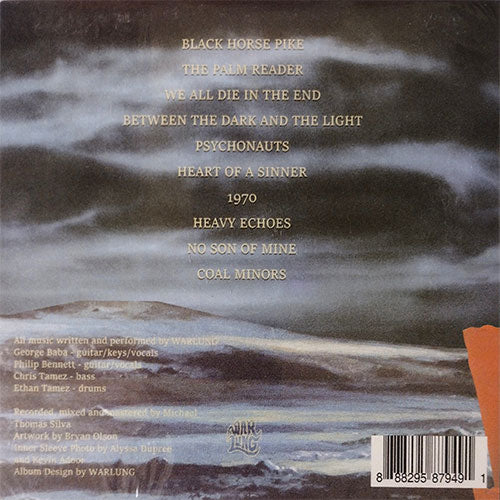 BLACK HORSE PIKE
THE PALM READER
WE ALL DIE IN THE END
BETWEEN THE DARK AND THE LIGHT
PSYCHONAUTS
HEART OF A SINNER
1970
HEAVY ECHOES
NO SON OF MINE
COAL MINORS
All music written and performed by WARLUNG
George Baba - guitar/keys/vocals
Philip Bennett - guitar/vocals
Chris Tamez - bass
Ethan Tamez - drums
Recorded, mixed and mastered by Michael
Thomas Silva
Artwork by Bryan Olson
Inner Sleeve Photo by Alyssa Dupree
and Kevin
Album Design by WARLUNG
WAR
LUNG
8 88295 87949 1